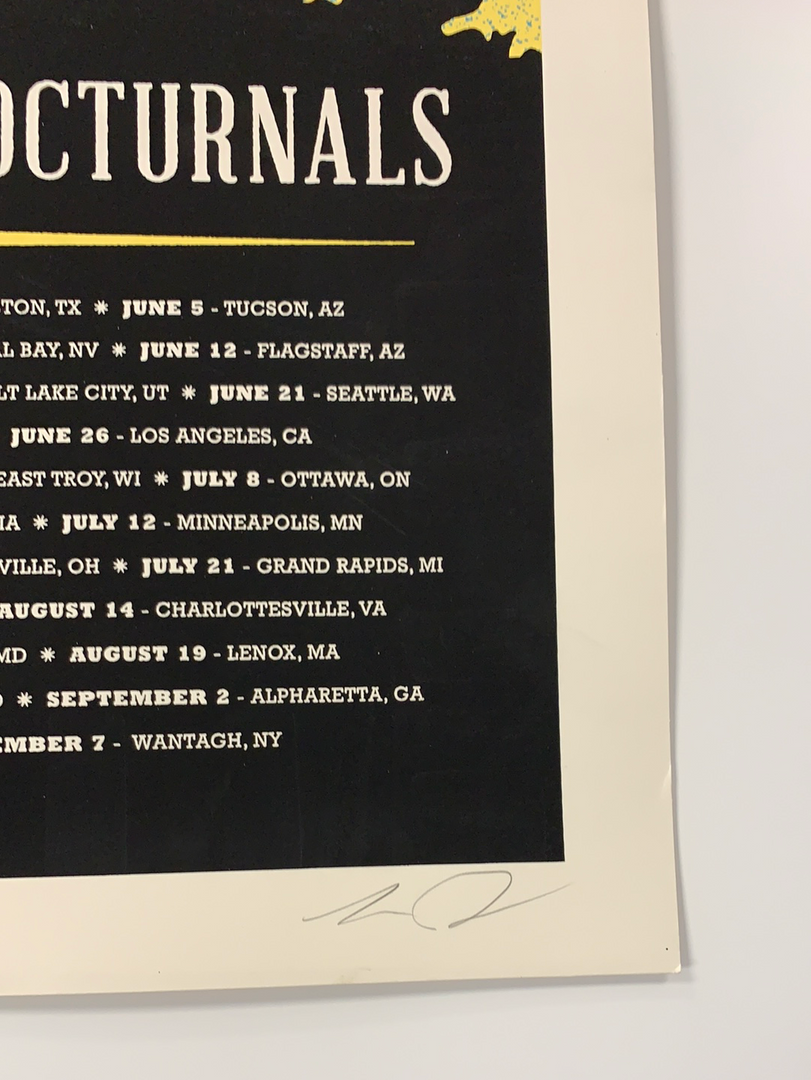 OCTURNALS
TON, TX * JUNE 5 - TUCSON, AZ
L BAY, NV * JUNE 12 - FLAGSTAFF, AZ
LT LAKE CITY, UT * JUNE 21 - SEATTLE, WA
JUNE 26 - LOS ANGELES, CA
EAST TROY, WI * JULY 8 - OTTAWA, ON
IA * JULY 12 - MINNEAPOLIS, MN
VILLE, OH * JULY 21 - GRAND RAPIDS, MI
AUGUST 14 - CHARLOTTESVILLE, VA
MD * AUGUST 19 - LENOX, MA
* SEPTEMBER 2 - ALPHARETTA, GA
EMBER 7 - WANTAGH, NY